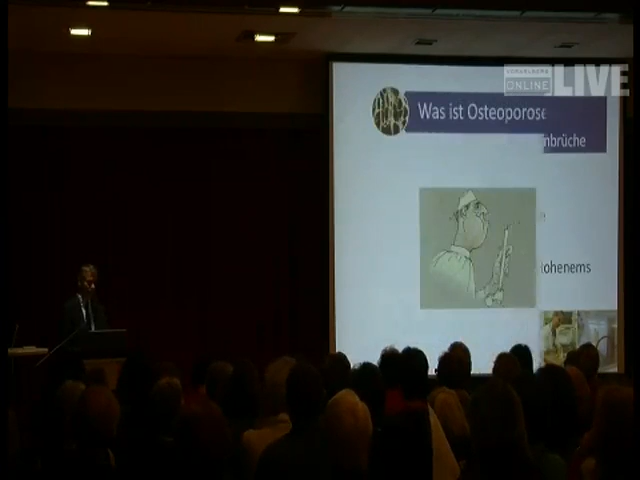 VORARLBERG
ONLINE LIVE
Was ist Osteoporose
nbrüche
ohenems